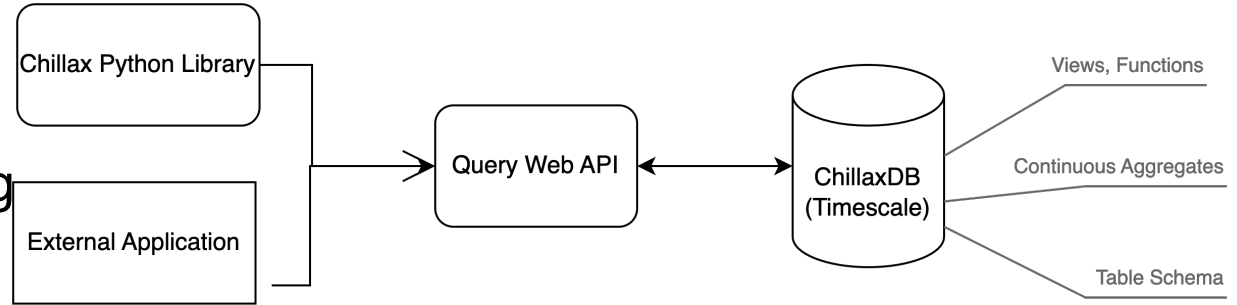 Chillax Python Library
g
External Application
Query Web API
ChillaxDB
(Timescale)
Views, Functions
Continuous Aggregates
Table Schema